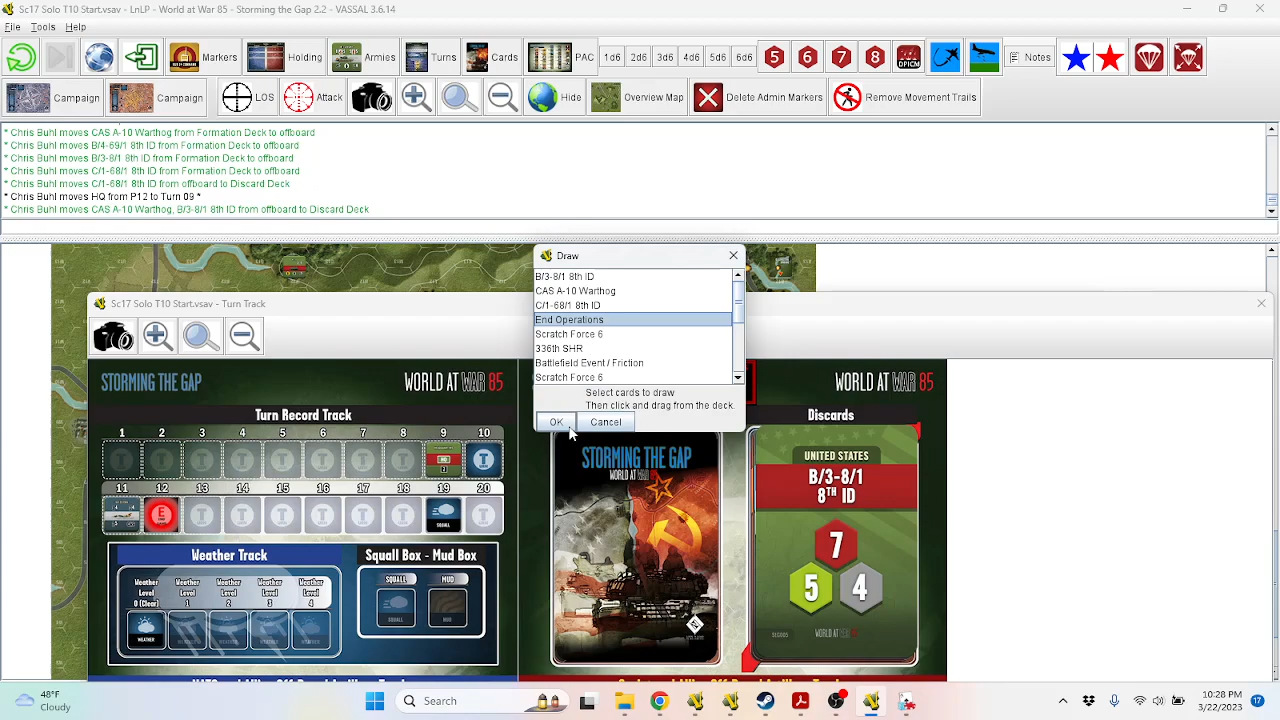 Sc17 Solo T10 Start.vsav - LnLP - World at War 85 - Storming the Gap 2.2 - VASSAL 3.6.14
File Tools Help
Markers Holding Armies Turns Cards PAC 1d6 2d6 3d6 4d6 5d6 6d6 5 6 7 8 DPICM Notes
Campaign Campaign LOS Attack Hide Overview Map Delete Admin Markers Remove Movement Trails
* Chris Buhl moves CAS A-10 Warthog from Formation Deck to offboard
* Chris Buhl moves B/4-69/1 8th ID from Formation Deck to offboard
* Chris Buhl moves B/3-8/1 8th ID from Formation Deck to offboard
* Chris Buhl moves C/1-68/1 8th ID from Formation Deck to offboard
* Chris Buhl moves C/1-68/1 8th ID from offboard to Discard Deck
* Chris Buhl moves HQ from P12 to Turn 09 *
* Chris Buhl moves CAS A-10 Warthog, B/3-8/1 8th ID from offboard to Discard Deck
Draw
B/3-8/1 8th ID
CAS A-10 Warthog
C/1-68/1 8th ID
End Operations
Scratch Force 6
336th SHR
Battlefield Event / Friction
Scratch Force 6
Select cards to draw
Then click and drag from the deck.
OK Cancel
Sc17 Solo T10 Start.vsav - Turn Track
STORMING THE GAP WORLD AT WAR 85
Turn Record Track
1 2 3 4 5 6 7 8 9 10
11 12 13 14 15 16 17 18 19 20
Weather Track
Weather Level 0 (Clear)
Weather Level 1
Weather Level 2
Weather Level 3
Weather Level 4
WEATHER
Squall Box - Mud Box
SQUALL MUD
SQUALL MUD
STORMING THE GAP
WORLD AT WAR 85
WORLD AT WAR 85
Discards
UNITED STATES
B/3-8/1
8TH ID
7
5 4
WORLD AT WAR 85
48°F
Cloudy
Search
10:28 PM
3/22/2023
17